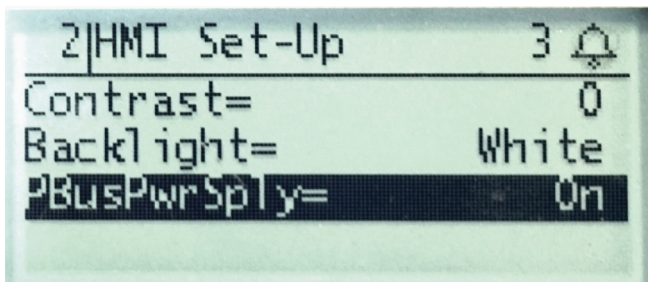 2|HMI Set-Up 3
Contrast= 0
Backlight= White
PBusPwrSply= On